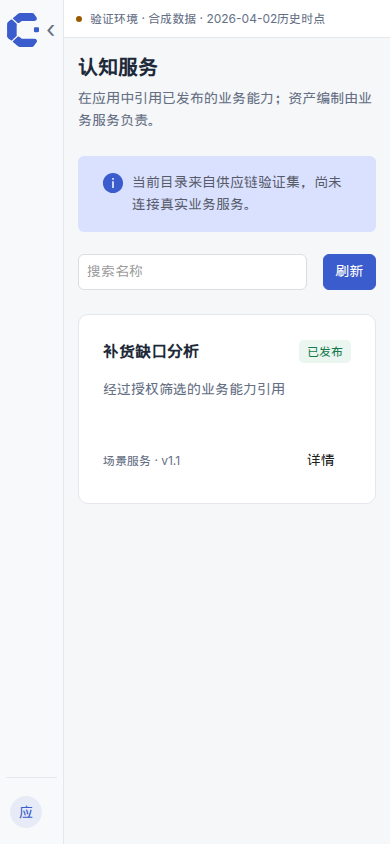 验证环境 · 合成数据 · 2026-04-02历史时点
认知服务
在应用中引用已发布的业务能力；资产编制由业
务服务负责。
当前目录来自供应链验证集，尚未
连接真实业务服务。
搜索名称
刷新
补货缺口分析
已发布
经过授权筛选的业务能力引用
场景服务 · v1.1
详情
应